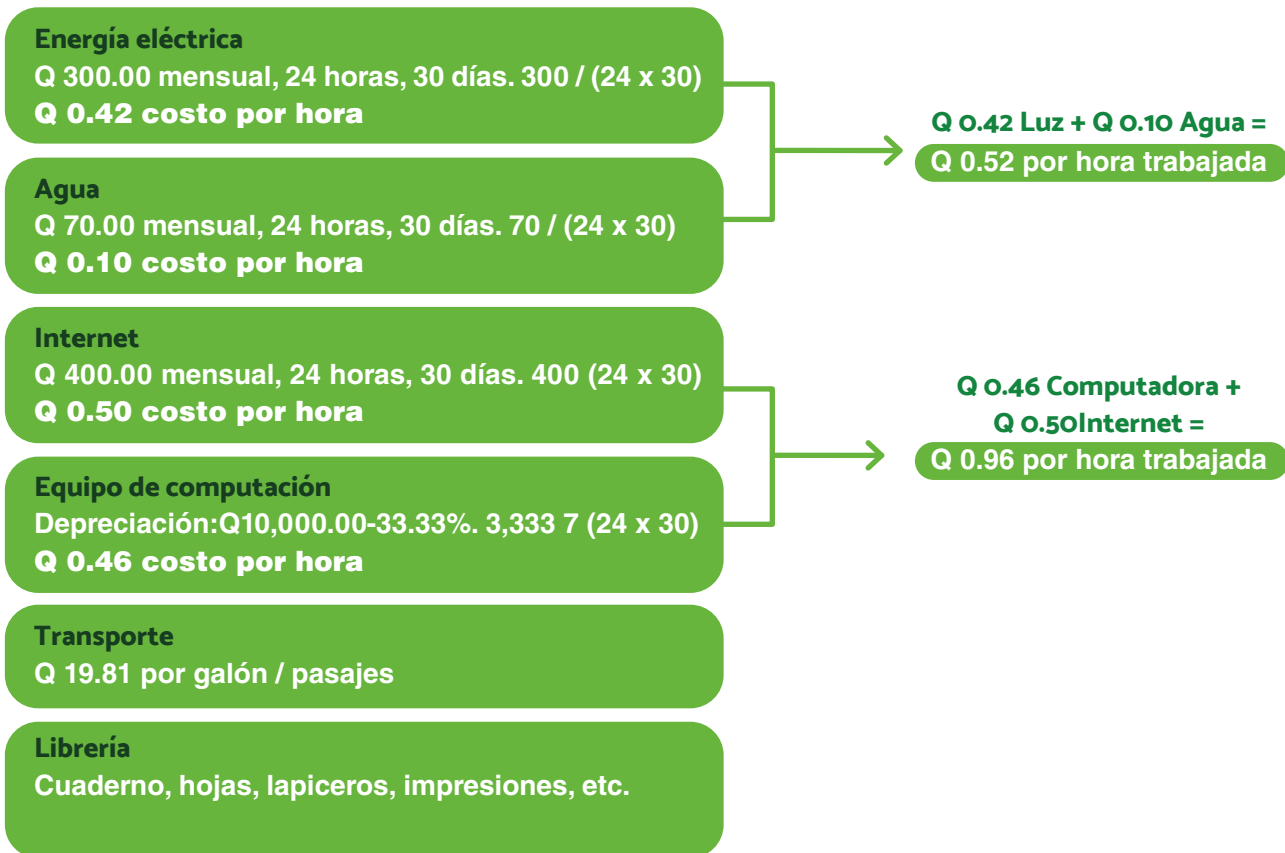 Energía eléctrica
Q 300.00 mensual, 24 horas, 30 días. 300 / (24 x 30)
Q 0.42 costo por hora
Agua
Q 70.00 mensual, 24 horas, 30 días. 70 / (24 x 30)
Q 0.10 costo por hora
Q 0.42 Luz + Q 0.10 Agua =
Q 0.52 por hora trabajada
Internet
Q 400.00 mensual, 24 horas, 30 días. 400 (24 x 30)
Q 0.50 costo por hora
Equipo de computación
Depreciación:Q10,000.00-33.33%. 3,333 7 (24 x 30)
Q 0.46 costo por hora
Q 0.46 Computadora +
Q 0.50Internet =
Q 0.96 por hora trabajada
Transporte
Q 19.81 por galón / pasajes
Librería
Cuaderno, hojas, lapiceros, impresiones, etc.